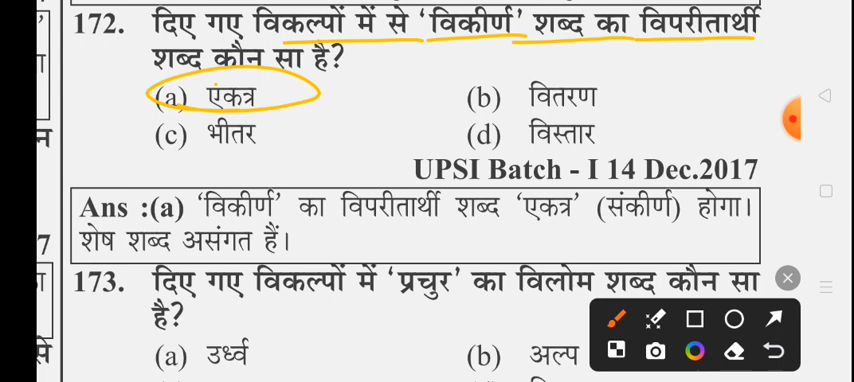 172. दिए गए विकल्पों में से ‘विकीर्ण’ शब्द का विपरीतार्थी
शब्द कौन सा है?
(a) एंकत्र (b) वितरण
(c) भीतर (d) विस्तार
UPSI Batch - I 14 Dec.2017
Ans :(a) ‘विकीर्ण’ का विपरीतार्थी शब्द ‘एकत्र’ (संकीर्ण) होगा।
शेष शब्द असंगत हैं।
173. दिए गए विकल्पों में ‘प्रचुर’ का विलोम शब्द कौन सा
है?
(a) उर्ध्व (b) अल्प